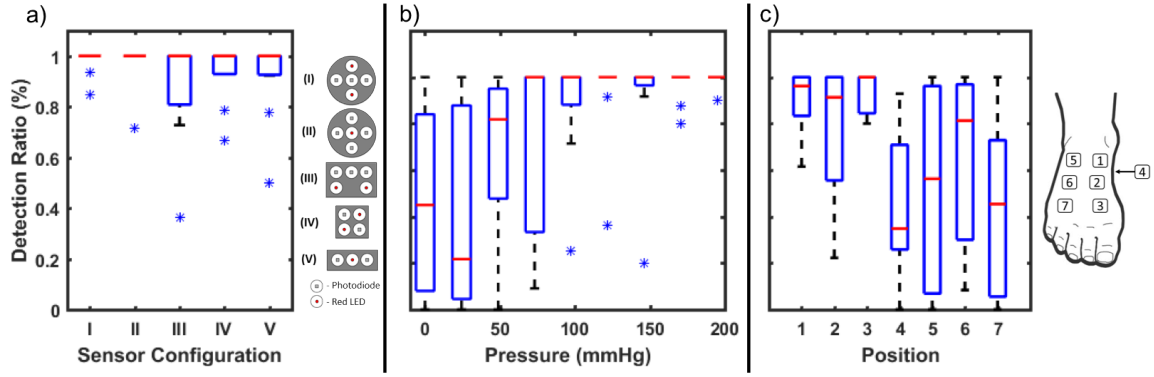 a)
Detection Ratio (%)
1
0.8
0.6
0.4
0.2
0
I II III IV V
Sensor Configuration
(I)
(II)
(III)
(IV)
(V)
- Photodiode
- Red LED
b)
0 50 100 150 200
Pressure (mmHg)
c)
1 2 3 4 5 6 7
Position
5 1
4
6 2
7 3